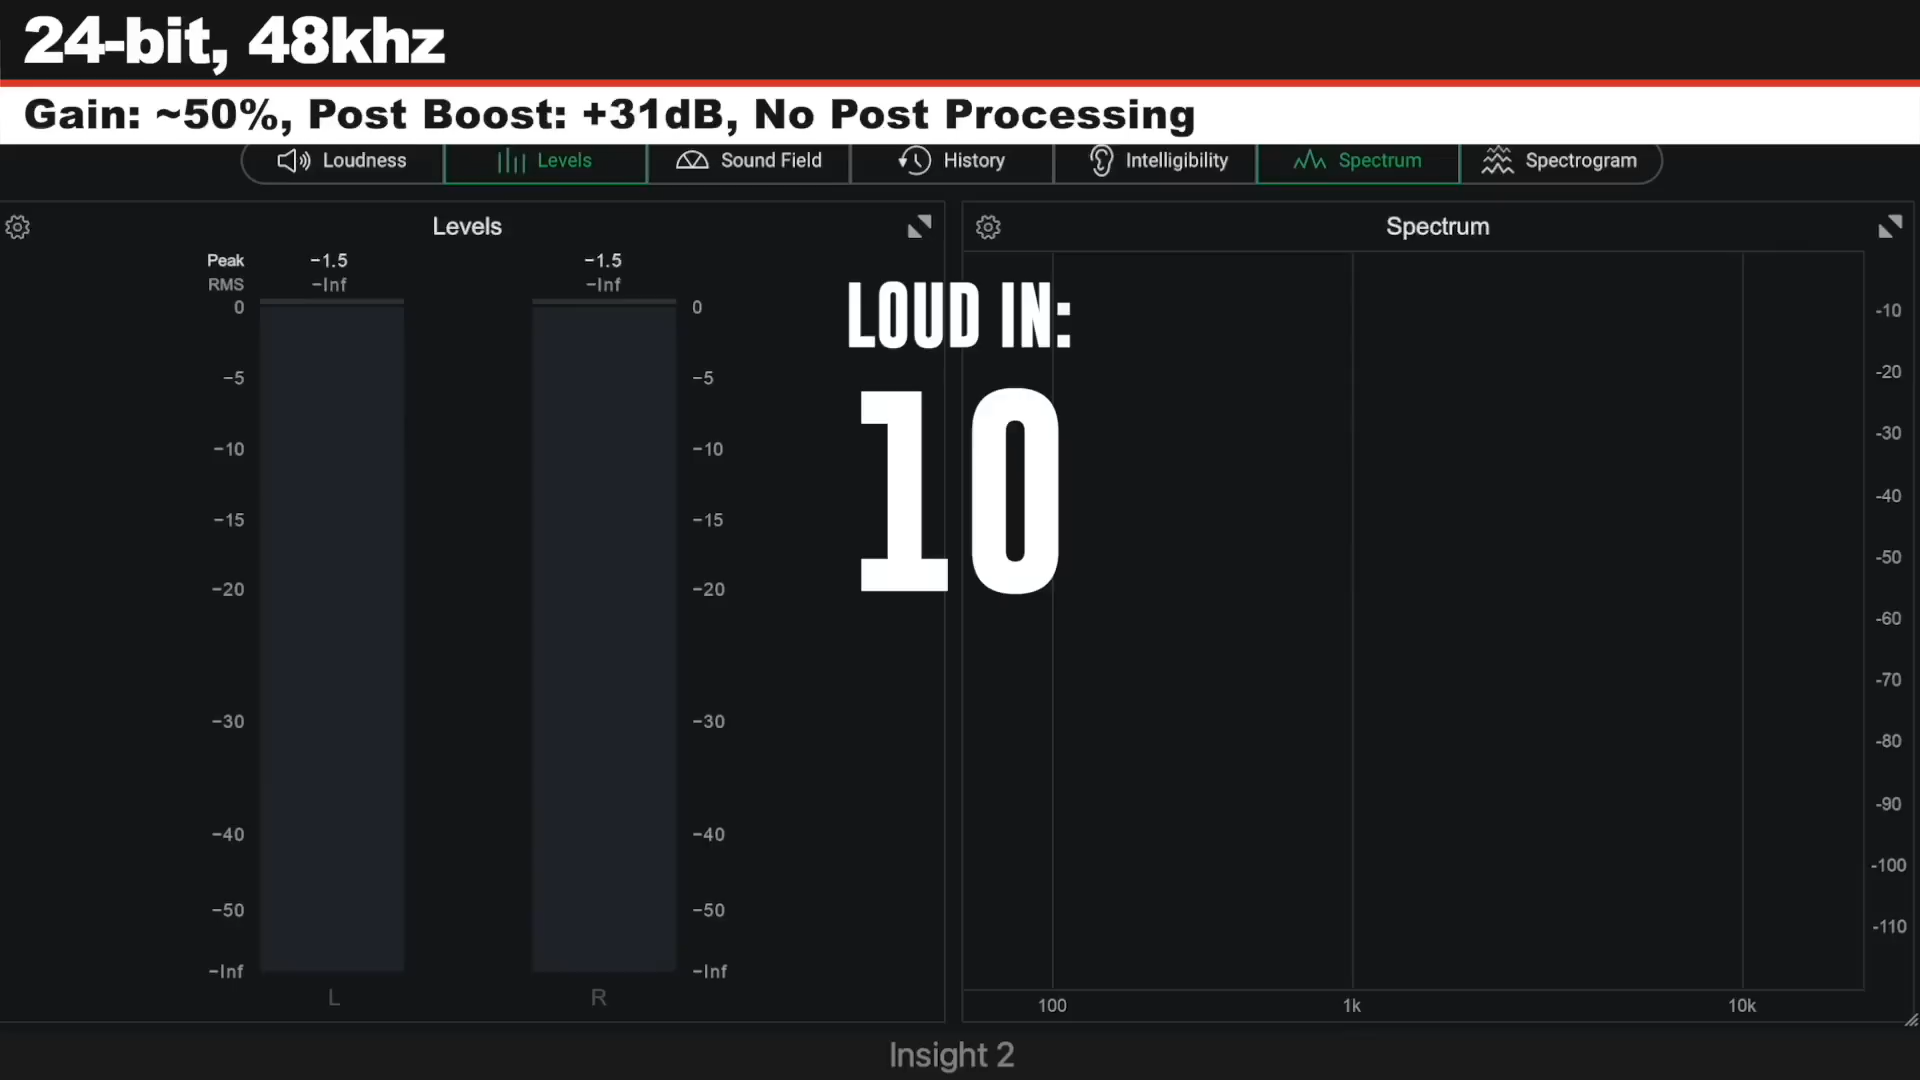 24-bit, 48khz
Gain: ~50%, Post Boost: +31dB, No Post Processing
Loudness Levels Sound Field History Intelligibility Spectrum Spectrogram
Levels
Peak −1.5 −1.5
RMS −Inf −Inf
0 0
−5 −5
−10 −10
−15 −15
−20 −20
−30 −30
−40 −40
−50 −50
−Inf −Inf
L R
LOUD IN:
10
Spectrum
-10
-20
-30
-40
-50
-60
-70
-80
-90
-100
-110
100 1k 10k
Insight 2